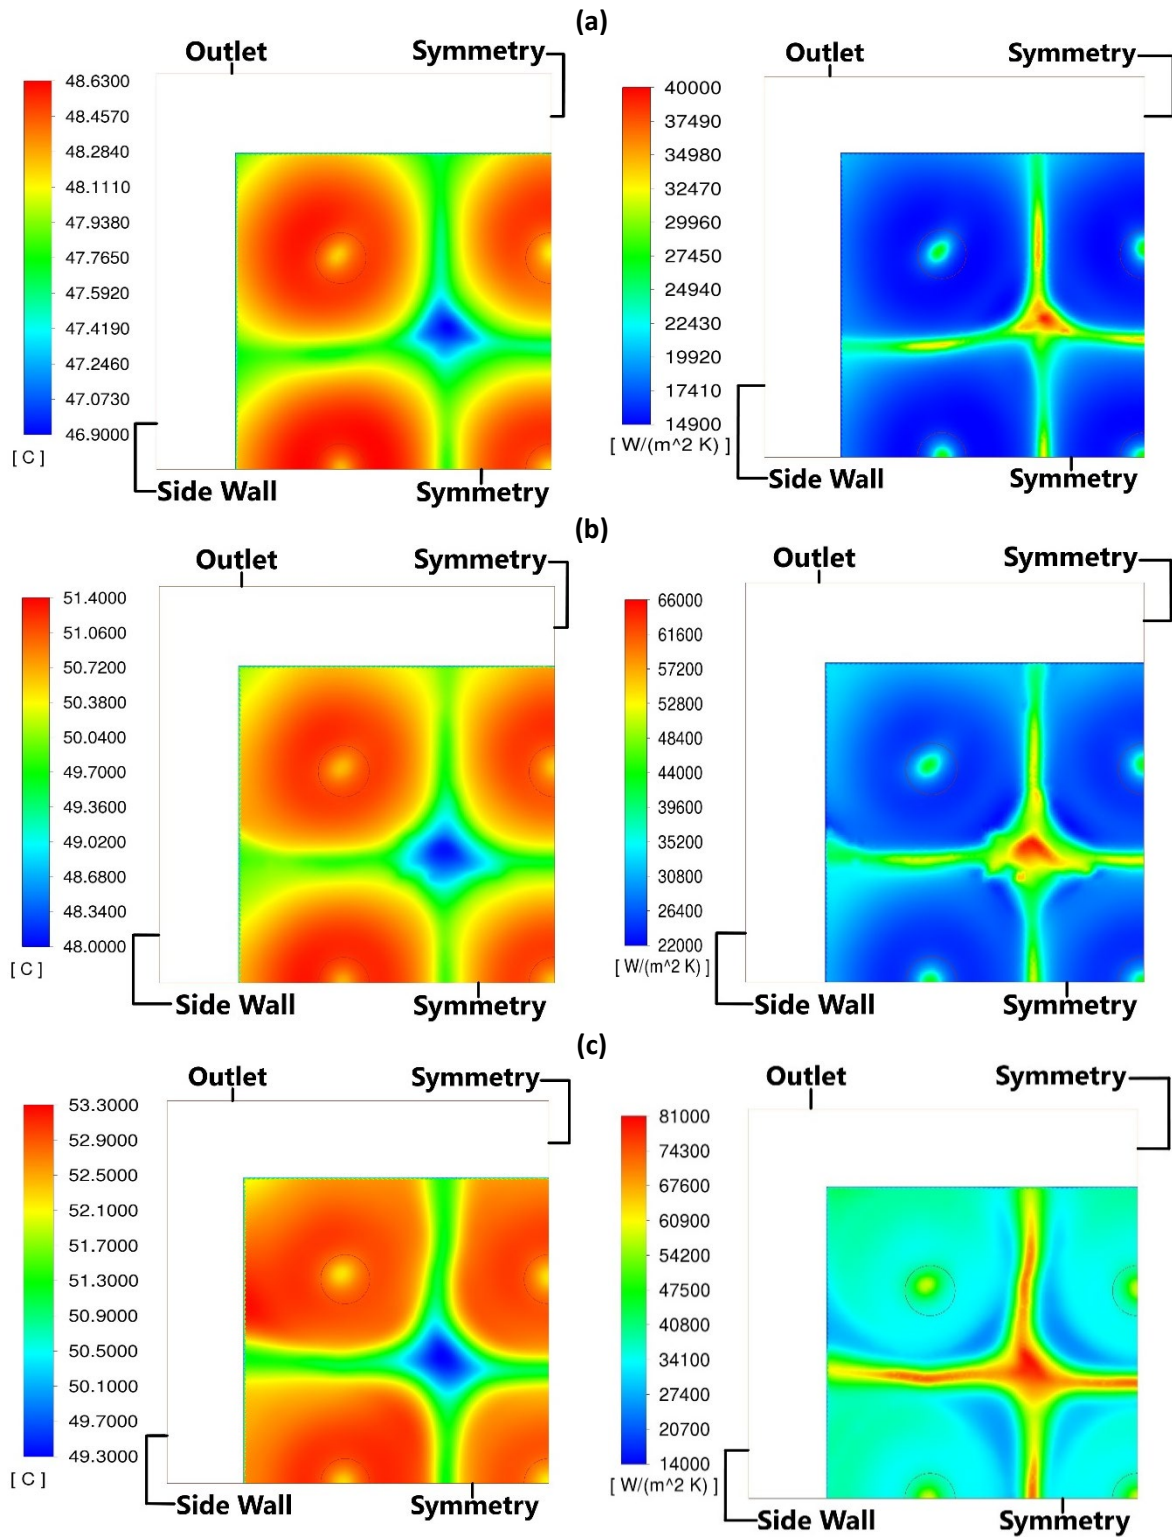 (a)
Outlet
Symmetry
48.6300
48.4570
48.2840
48.1110
47.9380
47.7650
47.5920
47.4190
47.2460
47.0730
46.9000
[ C ]
Side Wall
Symmetry
Outlet
Symmetry
40000
37490
34980
32470
29960
27450
24940
22430
19920
17410
14900
[ W/(m^2 K) ]
Side Wall
Symmetry
(b)
Outlet
Symmetry
51.4000
51.0600
50.7200
50.3800
50.0400
49.7000
49.3600
49.0200
48.6800
48.3400
48.0000
[ C ]
Side Wall
Symmetry
Outlet
Symmetry
66000
61600
57200
52800
48400
44000
39600
35200
30800
26400
22000
[ W/(m^2 K) ]
Side Wall
Symmetry
(c)
Outlet
Symmetry
53.3000
52.9000
52.5000
52.1000
51.7000
51.3000
50.9000
50.5000
50.1000
49.7000
49.3000
[ C ]
Side Wall
Symmetry
Outlet
Symmetry
81000
74300
67600
60900
54200
47500
40800
34100
27400
20700
14000
[ W/(m^2 K) ]
Side Wall
Symmetry